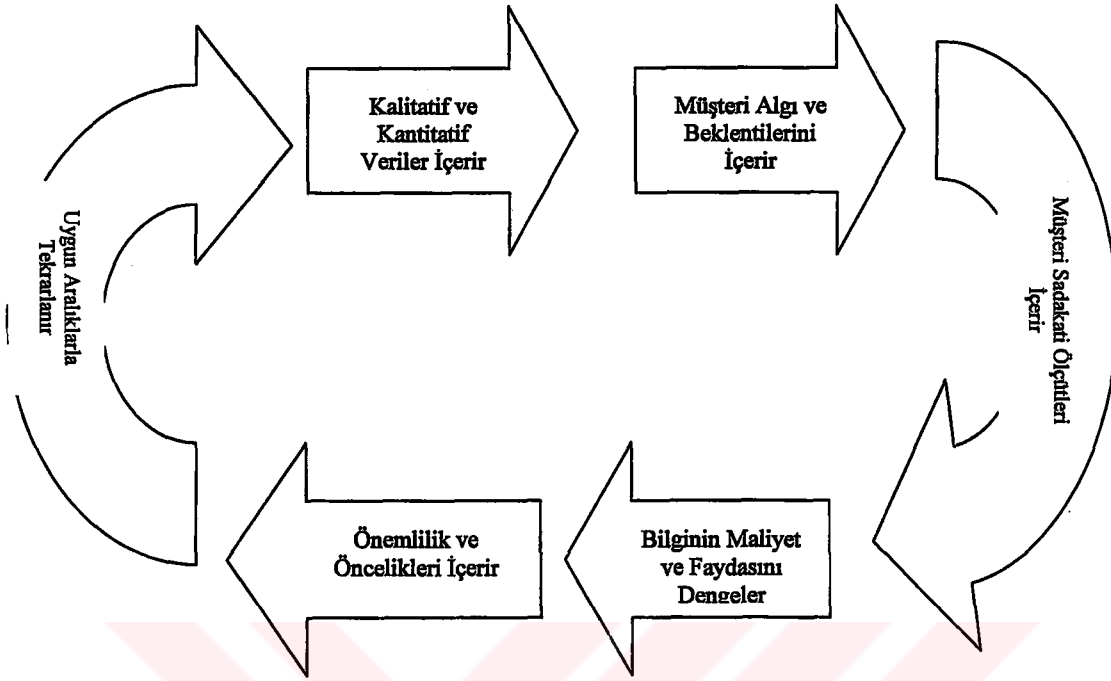 Kalitatif ve
Kantitatif
Veriler İçerir
Müşteri Algı ve
Beklentilerini
İçerir
Müşteri Sadakati Ölçütleri
İçerir
Bilginin Maliyet
ve Faydasını
Dengeler
Önemlilik ve
Öncelikleri İçerir
Uygun Aralıklarla
Tekrarlanır